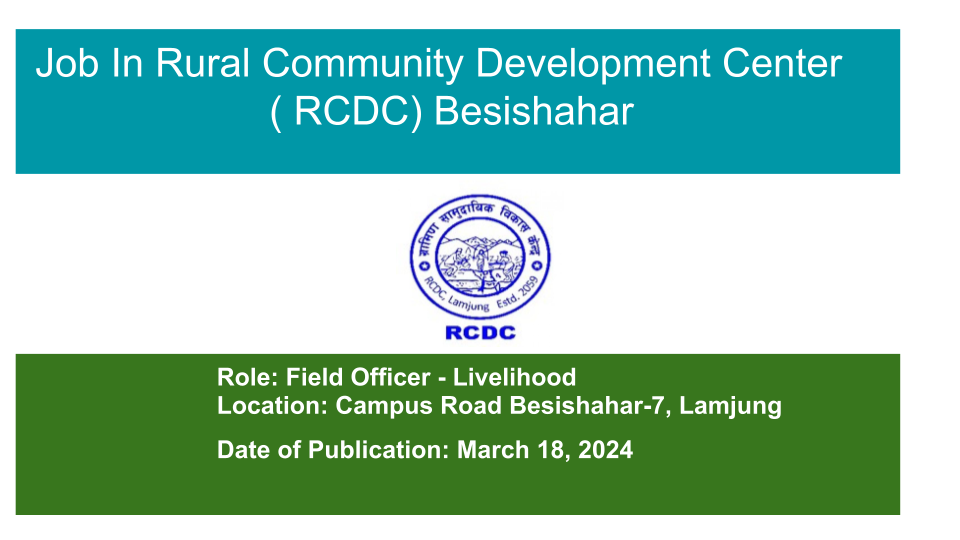 Job In Rural Community Development Center
( RCDC) Besishahar
ग्रामिण सामुदायिक विकास केन्द्र
RCDC, Lamjung Estd. 2059
RCDC
Role: Field Officer - Livelihood
Location: Campus Road Besishahar-7, Lamjung
Date of Publication: March 18, 2024